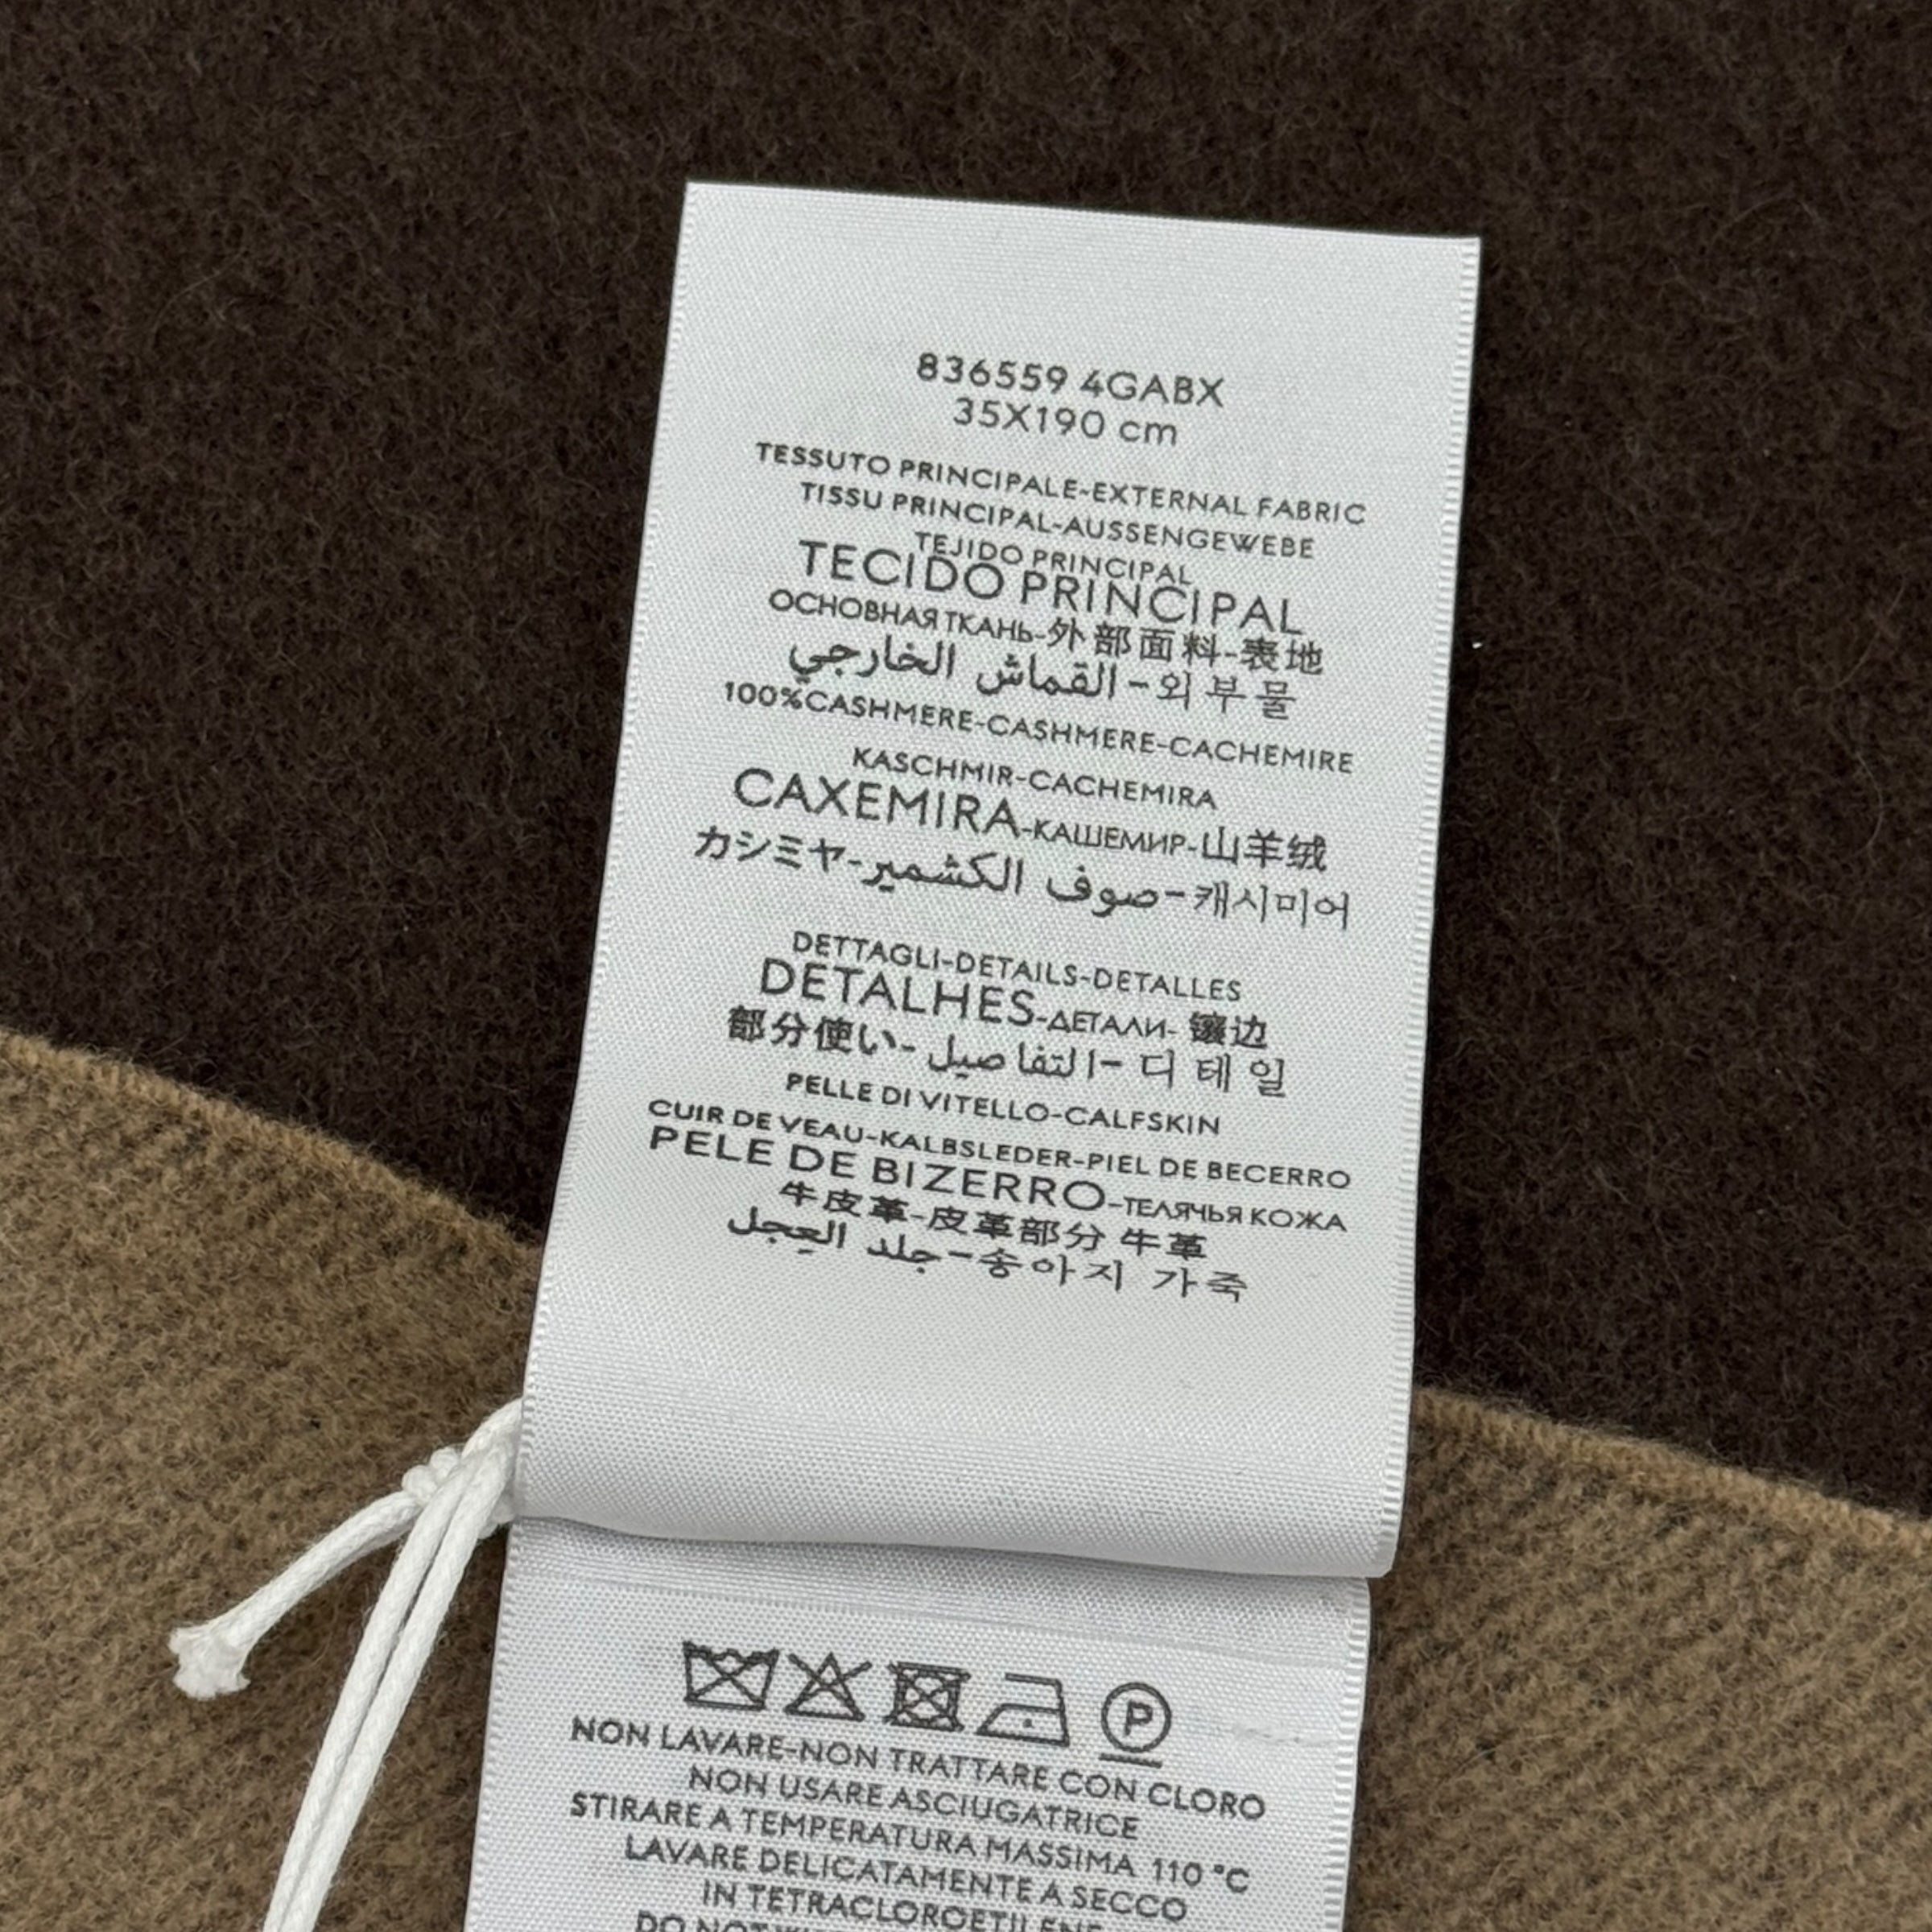 836559 4GABX
35X190 cm
TESSUTO PRINCIPALE-EXTERNAL FABRIC
TISSU PRINCIPAL-AUSSENGEWEBE
TEJIDO PRINCIPAL
TECIDO PRINCIPAL
ОСНОВНАЯ ТКАНЬ-外部面料-表地
القماش الخارجي-외부물
100%CASHMERE-CASHMERE-CACHEMIRE
KASCHMIR-CACHEMIRA
CAXEMIRA-КАШЕМИР-山羊绒
カシミヤ-صوف الكشمير-캐시미어
DETTAGLI-DETAILS-DETALLES
DETALHES-ДЕТАЛИ- 镶边
部分使い-التفاصيل-디테일
PELLE DI VITELLO-CALFSKIN
CUIR DE VEAU-KALBSLEDER-PIEL DE BECERRO
PELE DE BIZERRO-ТЕЛЯЧЬЯ КОЖА
牛皮革-皮革部分 牛革
جلد العجل-송아지 가죽
P
NON LAVARE-NON TRATTARE CON CLORO
NON USARE ASCIUGATRICE
STIRARE A TEMPERATURA MASSIMA 110 °C
LAVARE DELICATAMENTE A SECCO
IN TETRACLOROETILENE
DO NOT